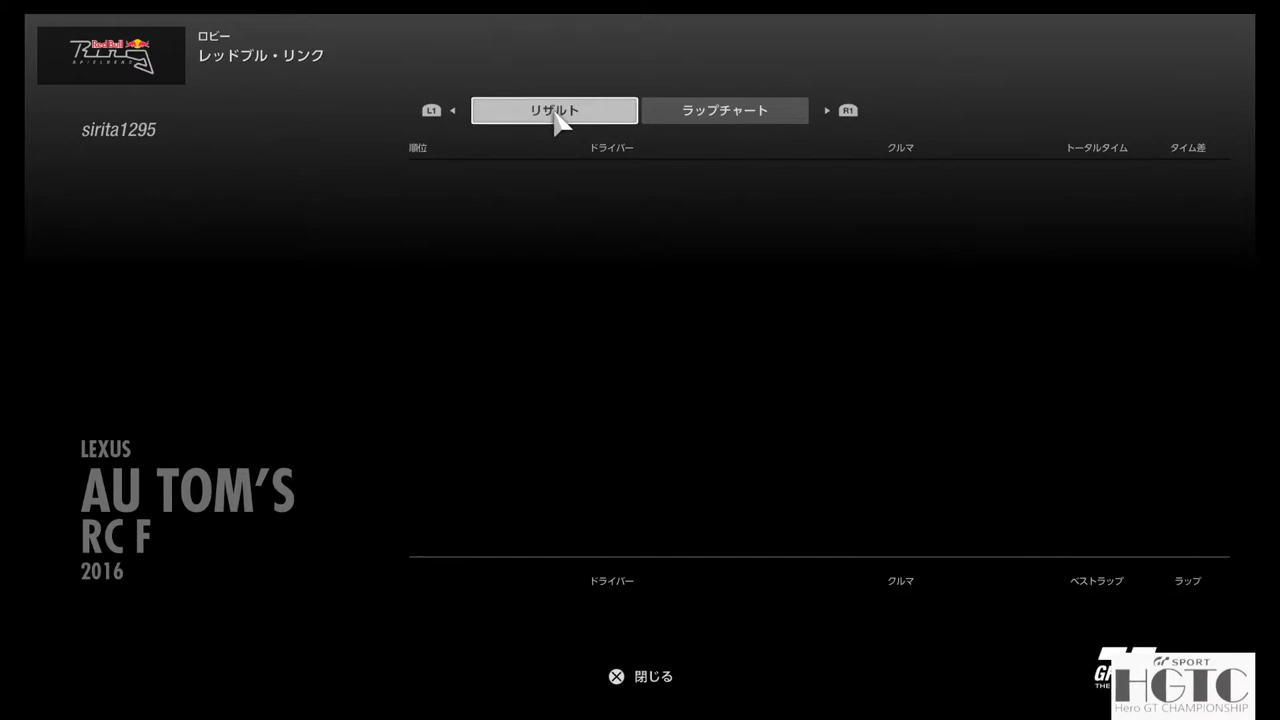 Red Bull
Ring
SPIELBERG
ロビー
レッドブル・リンク
sirita1295
L1 リザルト ラップチャート R1
順位 ドライバー クルマ トータルタイム タイム差
LEXUS
AU TOM'S
RC F
2016
ドライバー クルマ ベストラップ ラップ
閉じる
GR
THE
SPORT
HGTC
Hero GT CHAMPIONSHIP